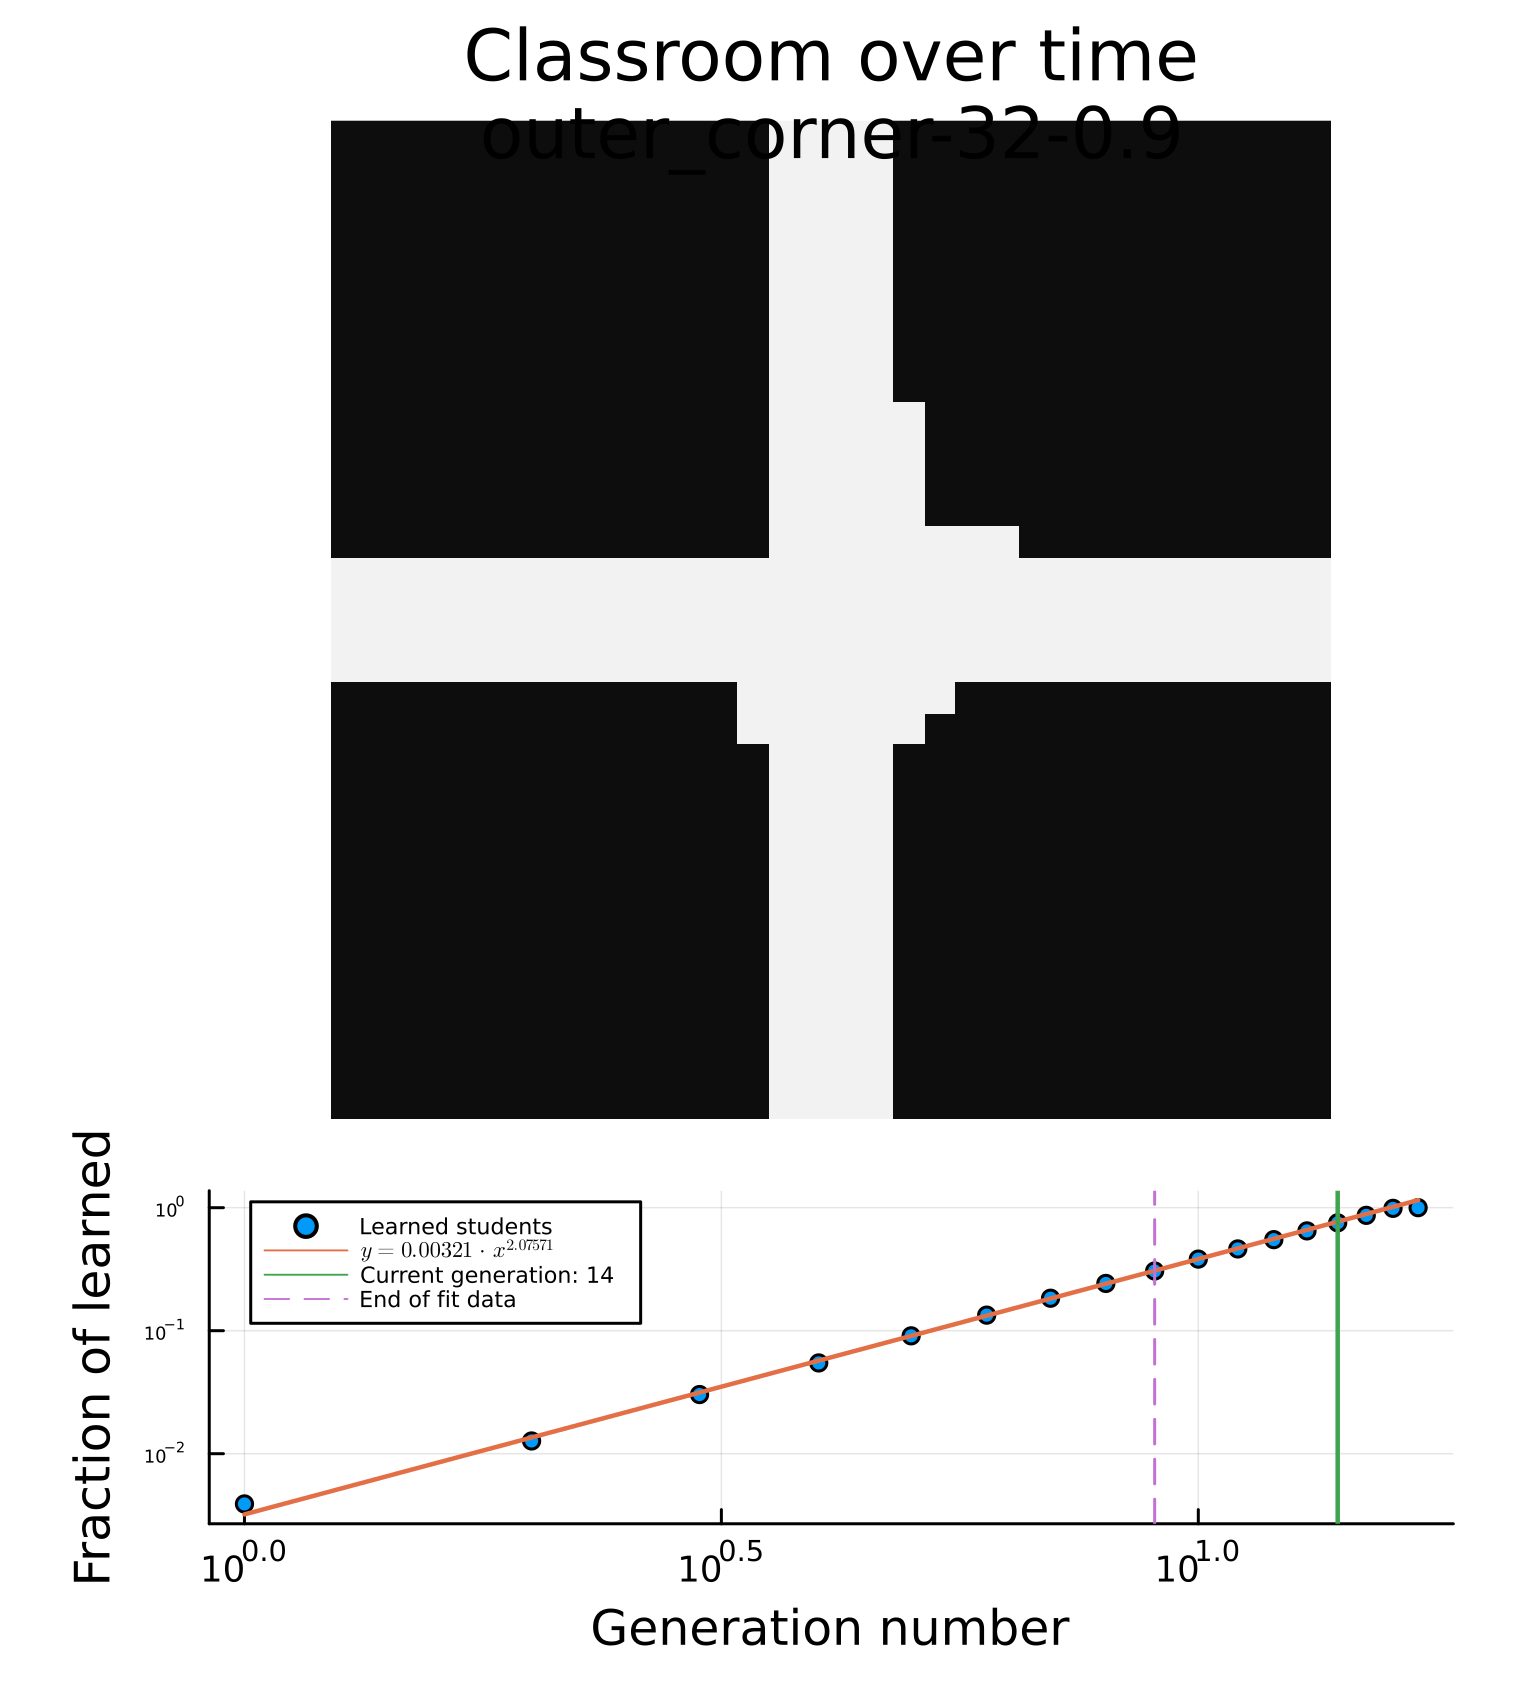 Classroom over time
outer_corner-32-0.9
Fraction of learned
10⁰
10⁻¹
10⁻²
Learned students
y = 0.00321 · x^2.07571
Current generation: 14
End of fit data
10^0.0 10^0.5 10^1.0
Generation number